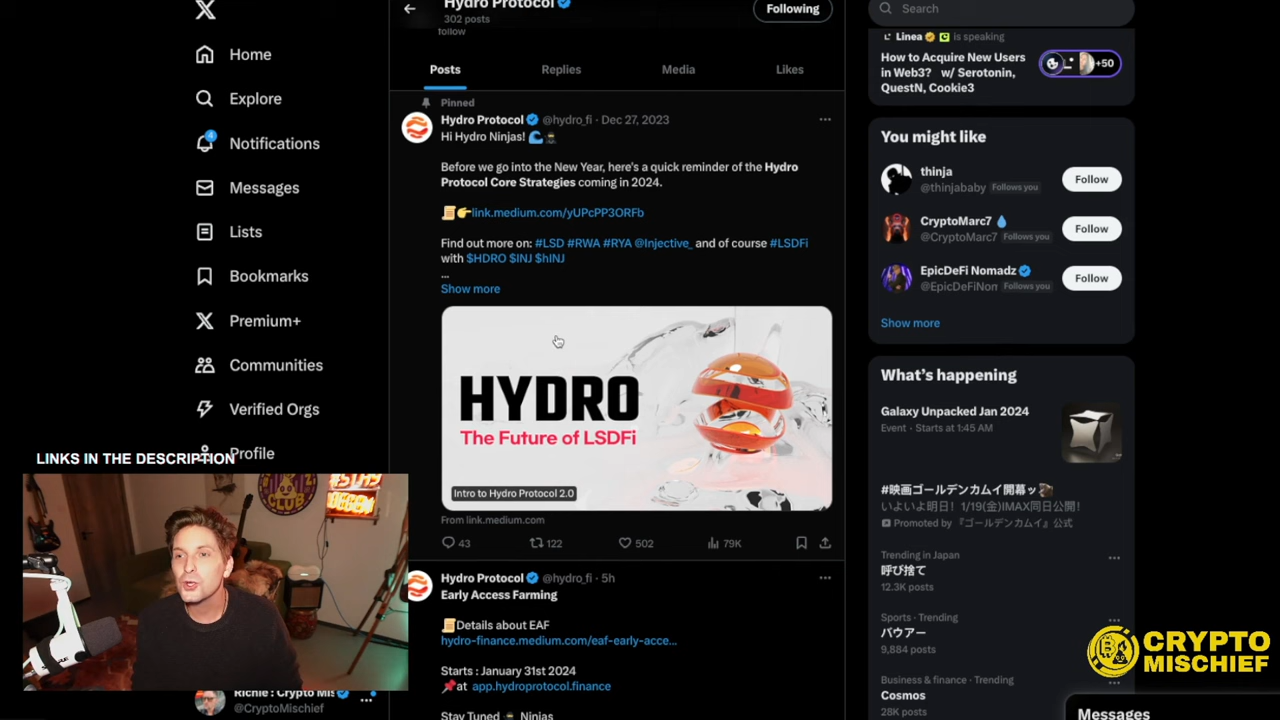 Home
Explore
4
Notifications
Messages
Lists
Bookmarks
Premium+
Communities
Verified Orgs
Profile
LINKS IN THE DESCRIPTION
CLUB
Richie : Crypto Mis
@CryptoMischief
Hydro Protocol
302 posts
Following
follow
Posts
Replies
Media
Likes
Pinned
Hydro Protocol @hydro_fi · Dec 27, 2023
Hi Hydro Ninjas! 🌊🥷
Before we go into the New Year, here's a quick reminder of the Hydro
Protocol Core Strategies coming in 2024.
📜👉link.medium.com/yUPcPP3ORFb
Find out more on: #LSD #RWA #RYA @Injective_ and of course #LSDFi
with $HDRO $INJ $hINJ
...
Show more
HYDRO
The Future of LSDFi
Intro to Hydro Protocol 2.0
From link.medium.com
43
122
502
79K
Hydro Protocol @hydro_fi · 5h
Early Access Farming
📜Details about EAF
hydro-finance.medium.com/eaf-early-acce...
Starts : January 31st 2024
📌at app.hydroprotocol.finance
Stay Tuned 🥷 Ninjas
Search
Linea is speaking
How to Acquire New Users
in Web3? w/ Serotonin,
QuestN, Cookie3
+50
You might like
thinja
@thinjababy Follows you
Follow
CryptoMarc7 💧
@CryptoMarc7 Follows you
Follow
EpicDeFi Nomadz
@EpicDeFiNom Follows you
Follow
Show more
What's happening
Galaxy Unpacked Jan 2024
Event · Starts at 1:45 AM
#映画ゴールデンカムイ開幕ッ
いよいよ明日！ 1/19(金)IMAX同日公開！
Promoted by 『ゴールデンカムイ』公式
Trending in Japan
呼び捨て
12.3K posts
Sports · Trending
バウアー
9,884 posts
Business & finance · Trending
Cosmos
28K posts
Messages
CRYPTO
MISCHIEF